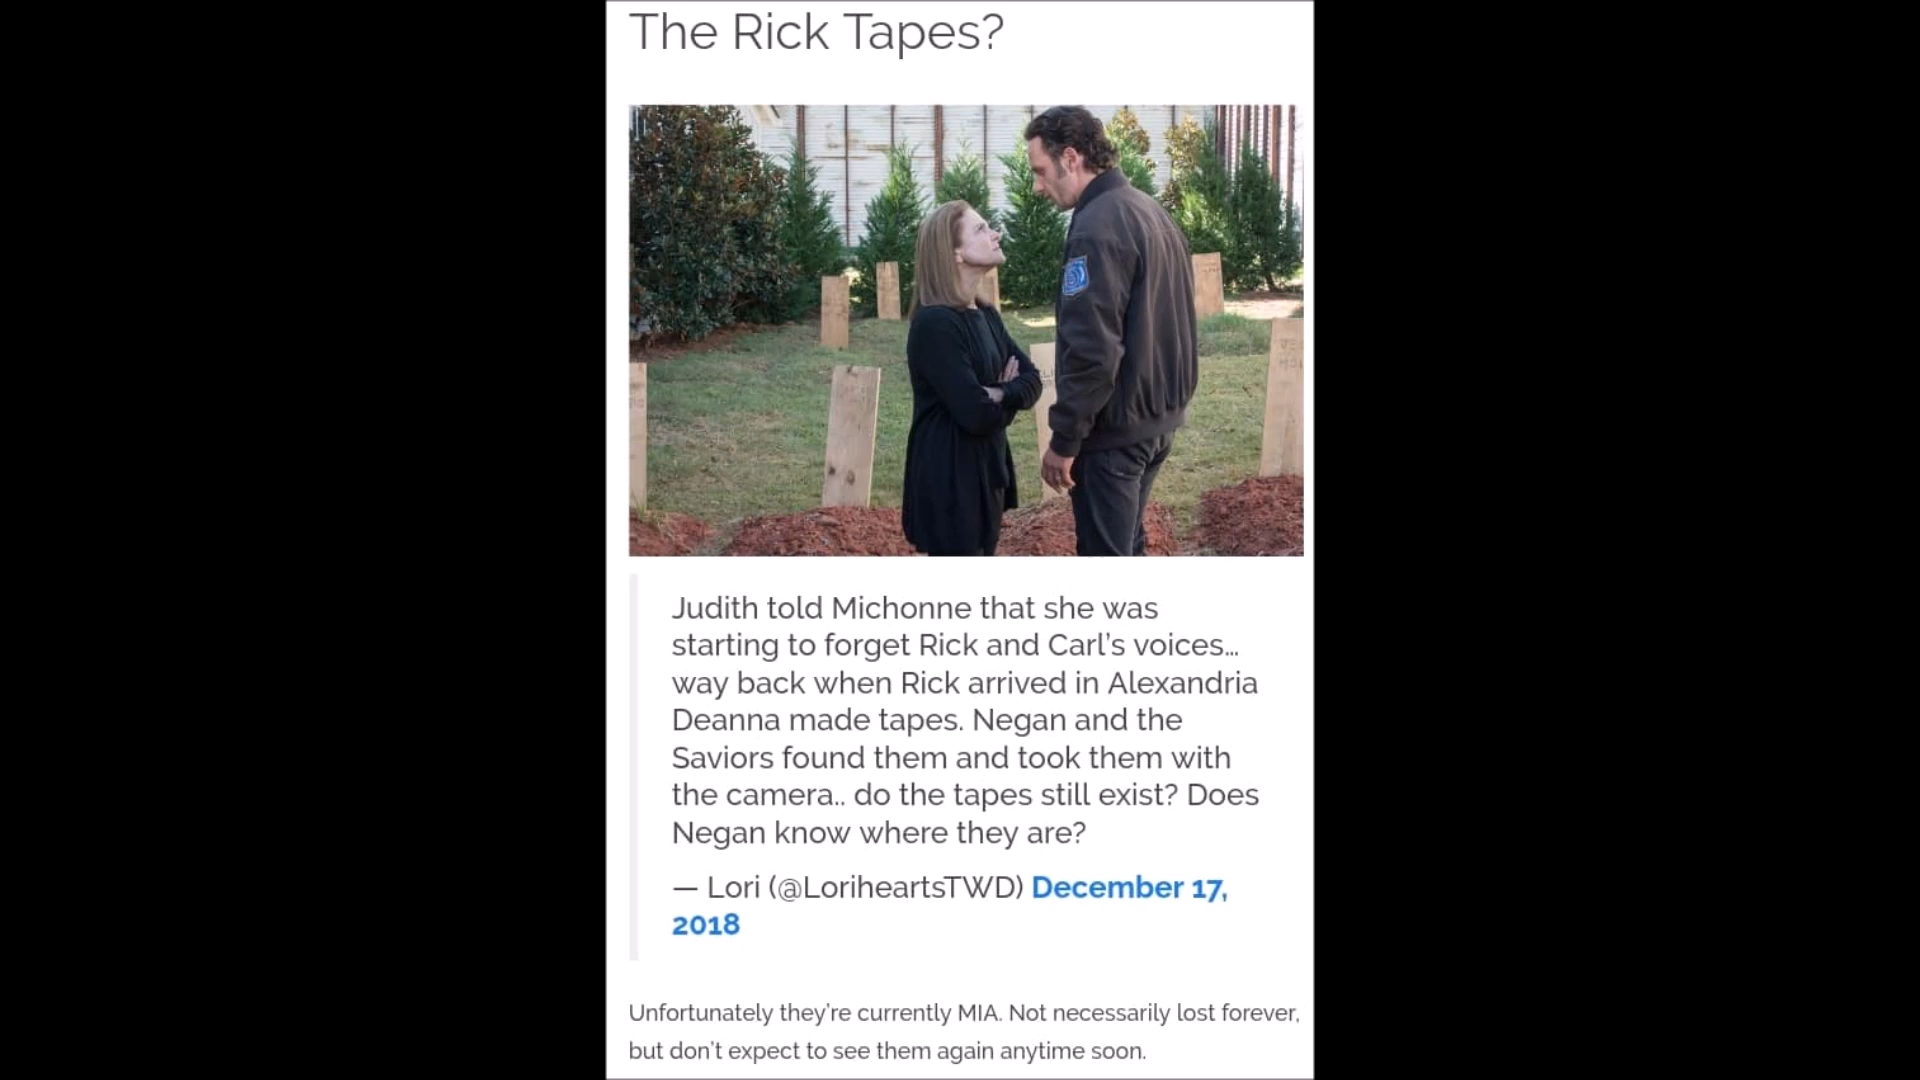 The Rick Tapes?
Judith told Michonne that she was
starting to forget Rick and Carl's voices...
way back when Rick arrived in Alexandria
Deanna made tapes. Negan and the
Saviors found them and took them with
the camera.. do the tapes still exist? Does
Negan know where they are?
— Lori (@LoriheartsTWD) December 17,
2018
Unfortunately they're currently MIA. Not necessarily lost forever,
but don't expect to see them again anytime soon.